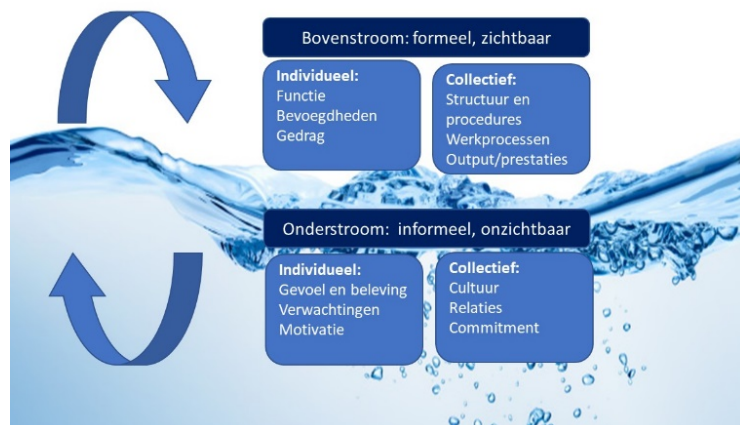 Bovenstroom: formeel, zichtbaar
Individueel:
Functie
Bevoegdheden
Gedrag
Collectief:
Structuur en
procedures
Werkprocessen
Output/prestaties
Onderstroom:  informeel, onzichtbaar
Individueel:
Gevoel en beleving
Verwachtingen
Motivatie
Collectief:
Cultuur
Relaties
Commitment